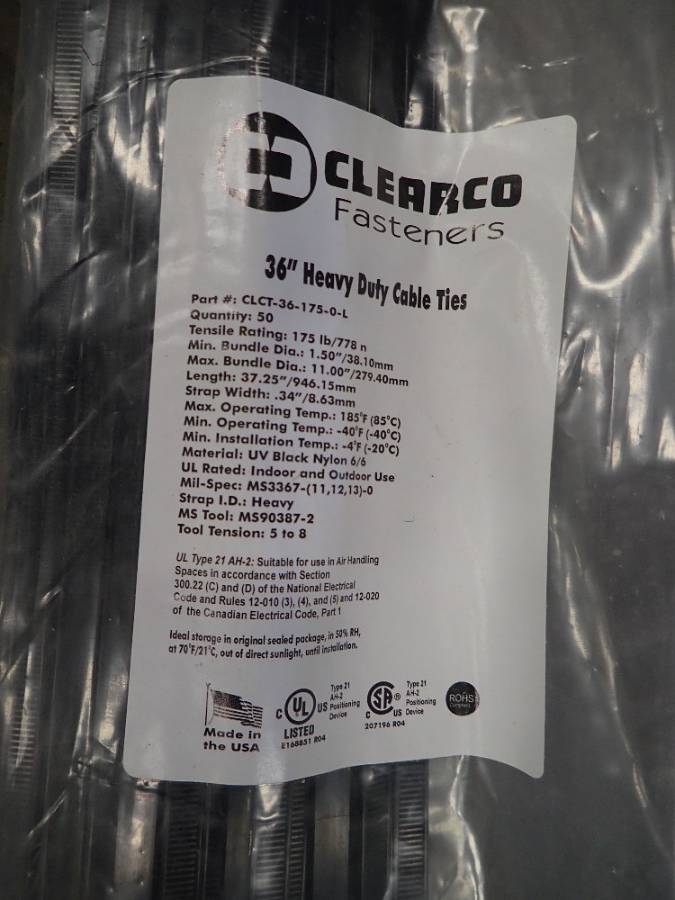 CLEARCO
Fasteners
36" Heavy Duty Cable Ties
Part #: CLCT-36-175-0-L
Quantity: 50
Tensile Rating: 175 lb/778 n
Min. Bundle Dia.: 1.50"/38.10mm
Max. Bundle Dia.: 11.00"/279.40mm
Length: 37.25"/946.15mm
Strap Width: .34"/8.63mm
Max. Operating Temp.: 185°F (85°C)
Min. Operating Temp.: -40°F (-40°C)
Min. Installation Temp.: -4°F (-20°C)
Material: UV Black Nylon 6/6
UL Rated: Indoor and Outdoor Use
Mil-Spec: MS3367-(11,12,13)-0
Strap I.D.: Heavy
MS Tool: MS90387-2
Tool Tension: 5 to 8
UL Type 21 AH-2: Suitable for use in Air Handling
Spaces in accordance with Section
300.22 (C) and (D) of the National Electrical
Code and Rules 12-010 (3), (4), and (5) and 12-020
of the Canadian Electrical Code, Part 1
Ideal storage in original sealed package, in 50% RH,
at 70°F/21°C, out of direct sunlight, until installation.
Made in
the USA
C UL US
LISTED
E168851 R04
Type 21
AH-2
Positioning
Device
C SA® US
207196 R04
Type 21
AH-2
Positioning
Device
ROHS
Compliant